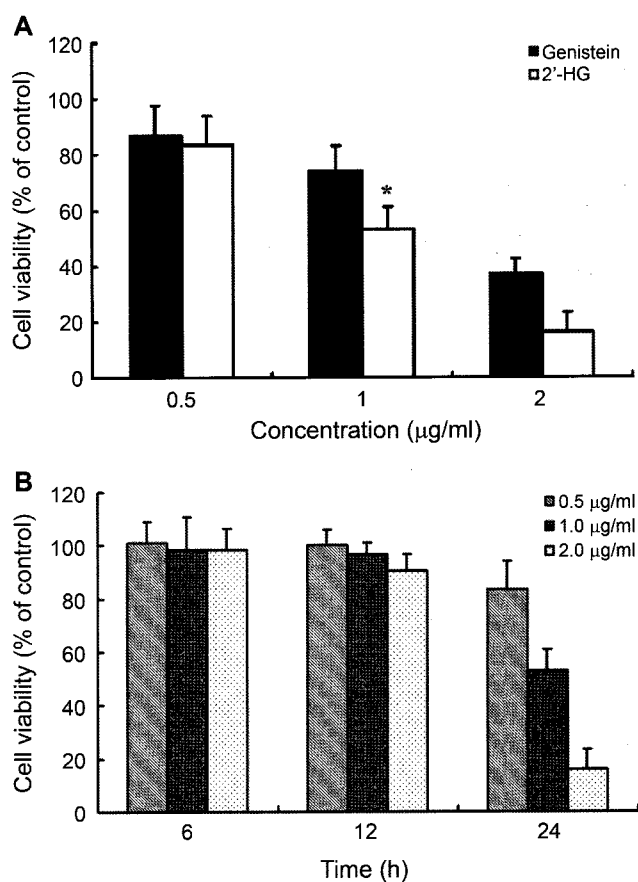 A
Genistein
2'-HG
Cell viability (% of control)
120
100
80
60
40
20
0
*
0.5 1 2
Concentration (μg/ml)
B
0.5 μg/ml
1.0 μg/ml
2.0 μg/ml
Cell viability (% of control)
120
100
80
60
40
20
0
6 12 24
Time (h)